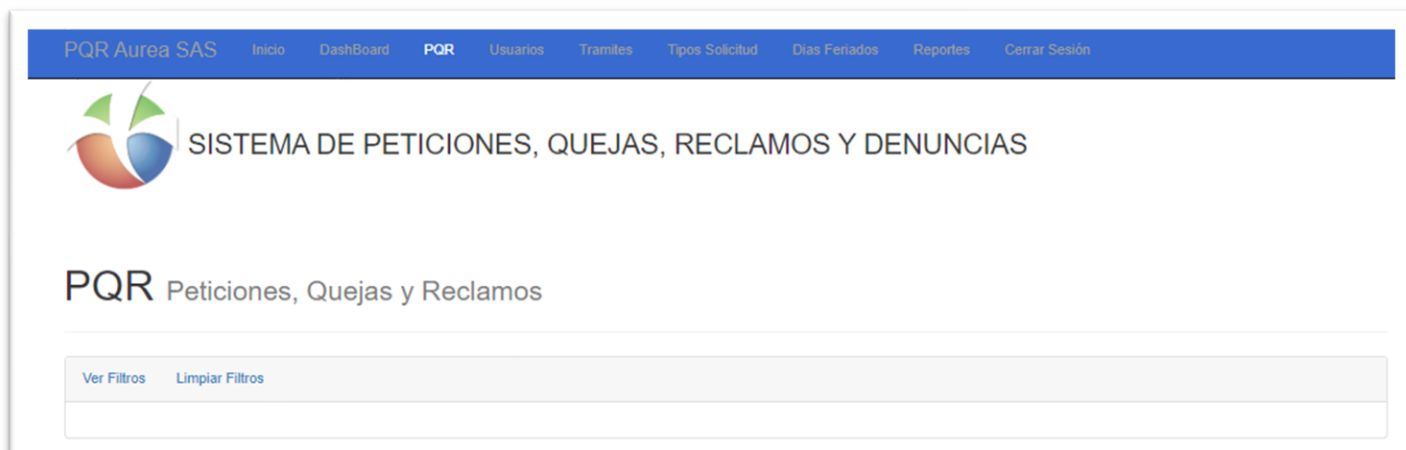 PQR Aurea SAS Inicio DashBoard PQR Usuarios Tramites Tipos Solicitud Dias Feriados Reportes Cerrar Sesión
SISTEMA DE PETICIONES, QUEJAS, RECLAMOS Y DENUNCIAS
PQR Peticiones, Quejas y Reclamos
Ver Filtros Limpiar Filtros